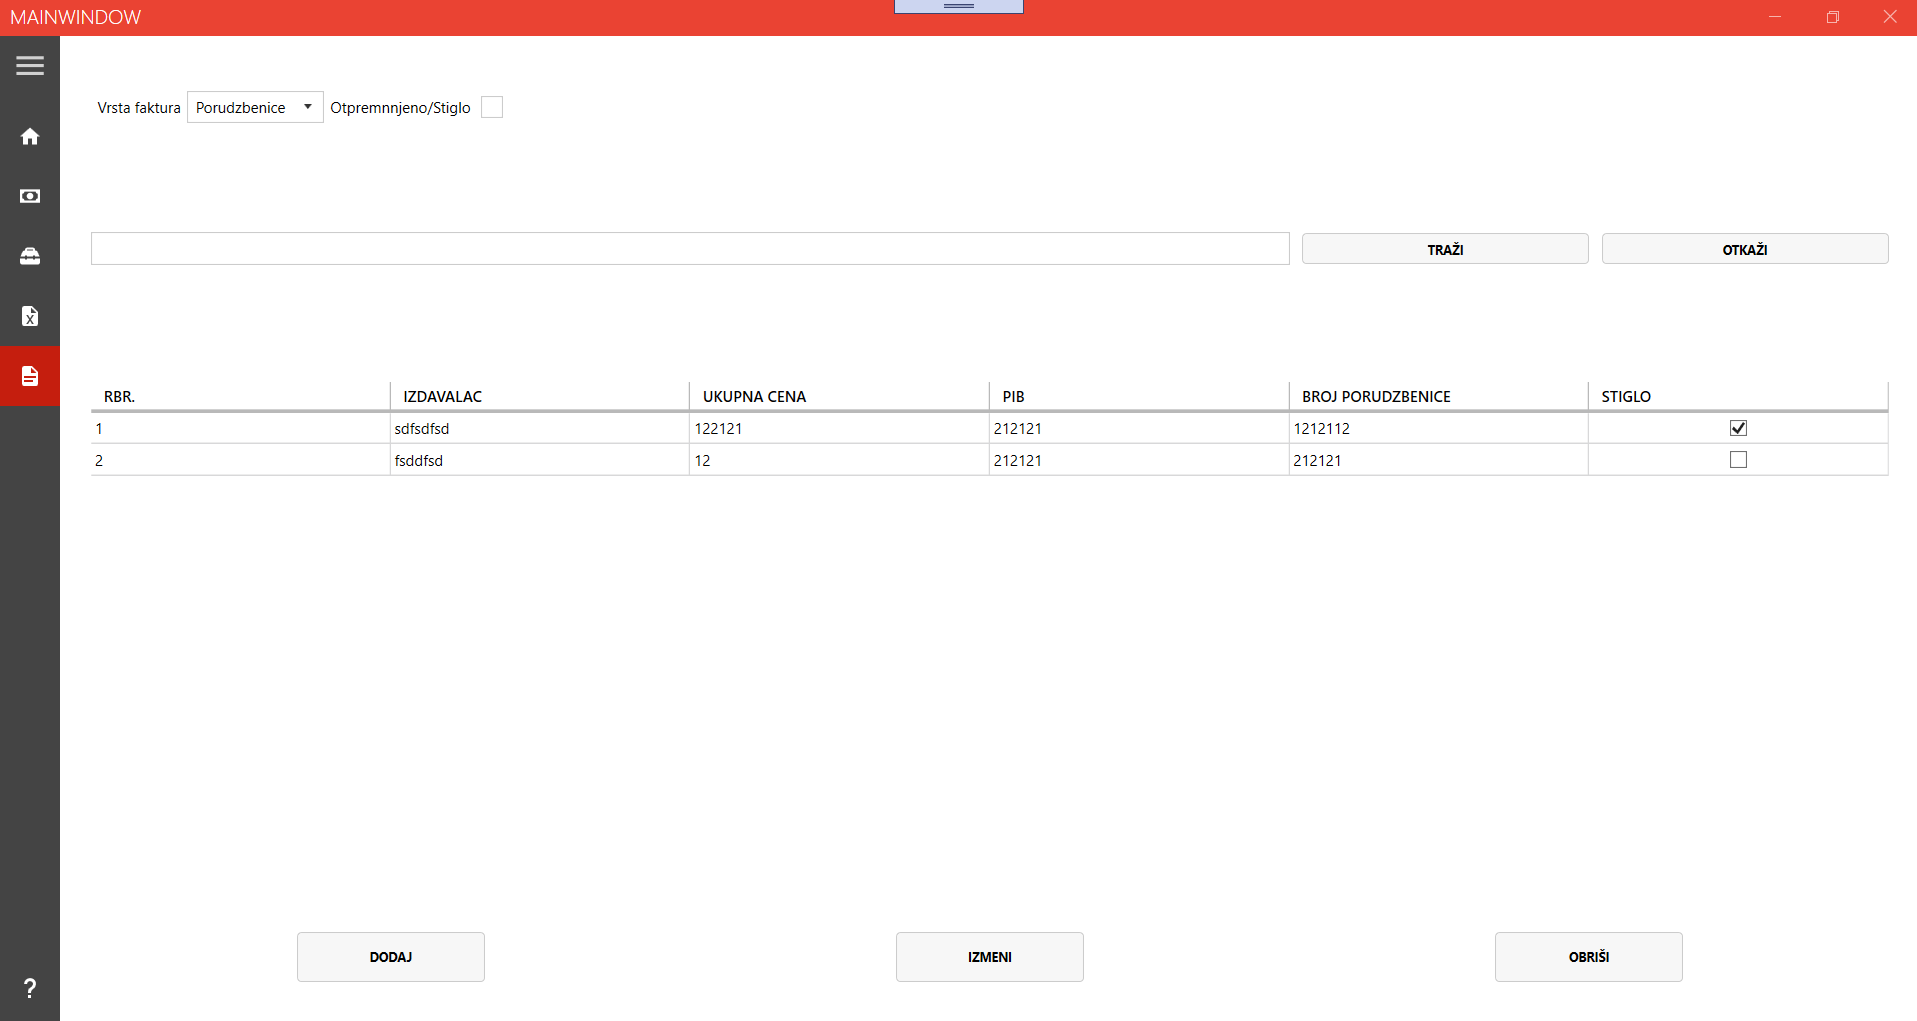 MAINWINDOW
Vrsta faktura Porudzbenice Otpremnnjeno/Stiglo
TRAŽI OTKAŽI
RBR. IZDAVALAC UKUPNA CENA PIB BROJ PORUDZBENICE STIGLO
1 sdfsdfsd 122121 212121 1212112
2 fsddfsd 12 212121 212121
DODAJ IZMENI OBRIŠI
?